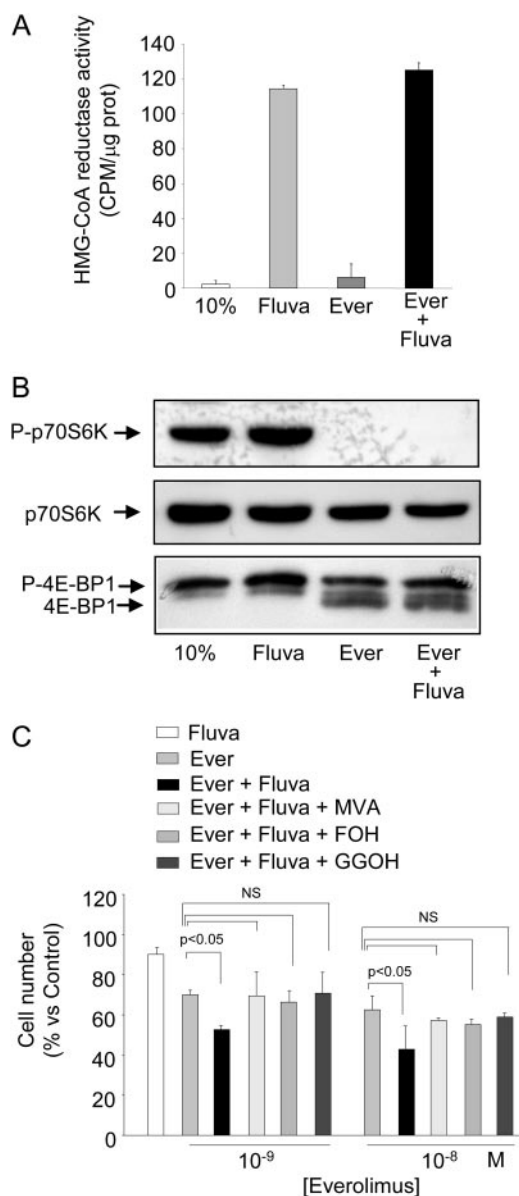 A
HMG-CoA reductase activity
(CPM/µg prot)
140
120
100
80
60
40
20
0
10%
Fluva
Ever
Ever
+
Fluva
B
P-p70S6K
p70S6K
P-4E-BP1
4E-BP1
10%
Fluva
Ever
Ever
+
Fluva
C
Fluva
Ever
Ever + Fluva
Ever + Fluva + MVA
Ever + Fluva + FOH
Ever + Fluva + GGOH
Cell number
(% vs Control)
120
100
80
60
40
20
0
NS
p<0.05
NS
p<0.05
10⁻⁹
10⁻⁸ M
[Everolimus]